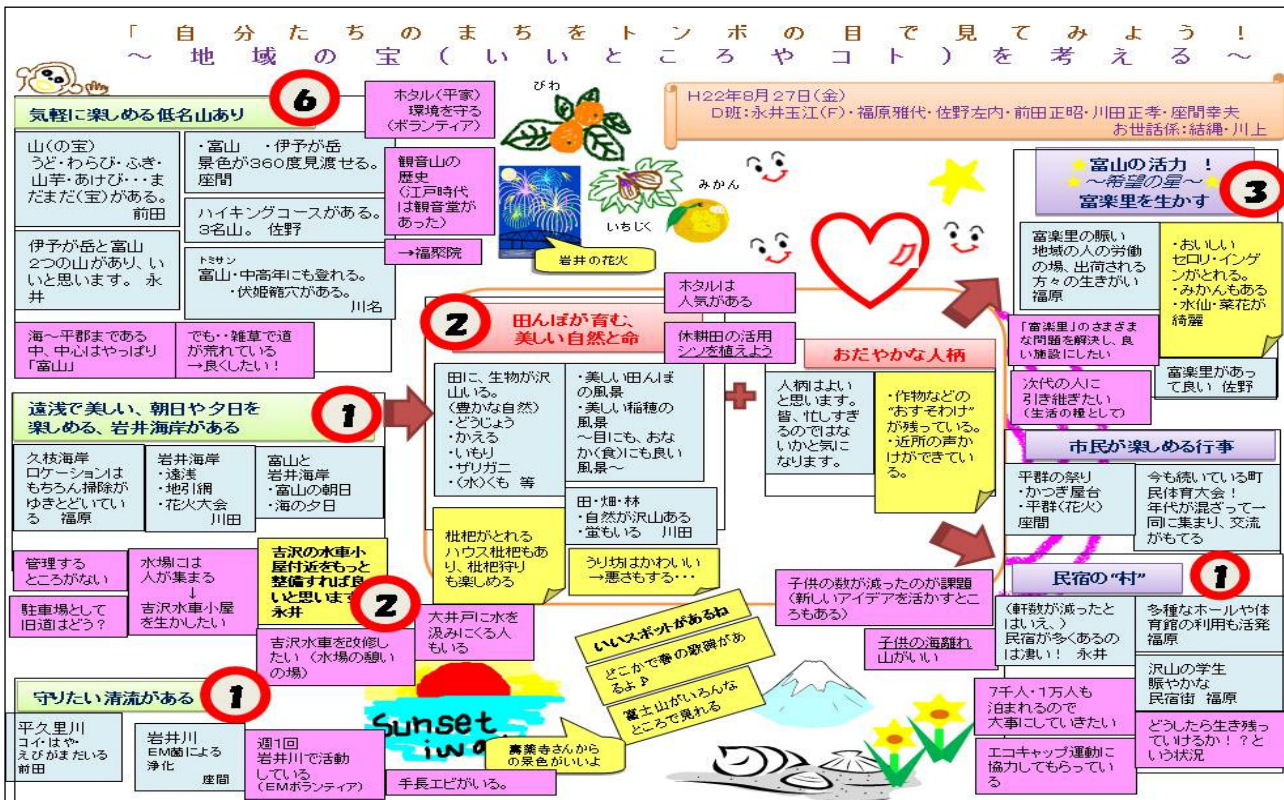 「自分たちのまちをトンボの目で見てみよう!
～地域の宝(いいところやコト)を考える～
H22年8月27日(金)
D班:永井玉江(F)・福原雅代・佐野左内・前田正昭・川田正孝・座間幸夫
お世話係:結縄・川上
6
気軽に楽しめる低名山あり
山(の宝)
うど・わらび・ふき・
山芋・あけび・・・ま
だまだ(宝)がある。
前田
・富山 ・伊予が岳
景色が360度見渡せる。
座間
ハイキングコースがある。
3名山。 佐野
伊予が岳と富山
2つの山があり、い
いと思います。 永
井
トミサン
富山・中高年にも登れる。
・伏姫籠穴がある。
川名
海～平郡まである
中、中心はやっぱり
「富山」
でも・・雑草で道
が荒れている
→良くしたい!
ホタル(平家)
環境を守る
(ボランティア)
観音山の
歴史
(江戸時代
は観音堂が
あった)
→福聚院
びわ
いちじく
みかん
岩井の花火
1
遠浅で美しい、朝日や夕日を
楽しめる、岩井海岸がある
久枝海岸
ロケーションは
もちろん掃除が
ゆきとどいてい
る 福原
岩井海岸
・遠浅
・地引網
・花火大会
川田
富山と
岩井海岸
・富山の朝日
・海の夕日
管理する
ところがない
駐車場として
旧道はどう?
水場には
人が集まる
↓
吉沢水車小屋
を生かしたい
吉沢の水車小
屋付近をもっと
整備すれば良
いと思います
永井
2
吉沢水車を改修し
たい (水場の憩い
の場)
大井戸に水を
汲みにくる人
もいる
1
守りたい清流がある
平久里川
コイ・はや・
えびがまだいる
前田
岩井川
EM菌による
浄化
座間
週1回
岩井川で活動
している
(EMボランティア)
手長エビがいる。
2
田んぼが育む、
美しい自然と命
ホタルは
人気がある
休耕田の活用
シソを植えよう
田に、生物が沢
山いる。
(豊かな自然)
・どうじょう
・かえる
・いもり
・ザリガニ
・(水)くも 等
・美しい田んぼ
の風景
・美しい稲穂の
風景
～目にも、おな
か(食)にも良い
風景～
田・畑・林
・自然が沢山ある
・蛍もいる 川田
枇杷がとれる
ハウス枇杷もあ
り、枇杷狩り
も楽しめる
うり坊はかわいい
→悪さもする・・・
おだやかな人柄
人柄はよい
と思います。
皆、忙しすぎ
るのではな
いかと気に
なります。
・作物などの
"おすそわけ"
が残っている。
・近所の声か
けができてい
る。
いいスポットがあるね
どこかで春の歌碑があ
るよ♪
富士山がいろんな
ところで見れる
sunset
iwai
寿薬寺さんから
の景色がいいよ
子供の数が減ったのが課題
(新しいアイデアを活かすとこ
ろもある)
子供の海離れ
山がいい
3
富山の活力 !
～希望の星～
富楽里を生かす
富楽里の賑い
地域の人の労働
の場、出荷される
方々の生きがい
福原
・おいしい
セロリ・インゲ
ンがとれる。
・みかんもある
・水仙・菜花が
綺麗
「富楽里」のさまざま
な問題を解決し、良
い施設にしたい
次代の人に
引き継ぎたい
(生活の糧として)
富楽里があっ
て良い 佐野
市民が楽しめる行事
平群の祭り
・かつぎ屋台
・平群(花火)
座間
今も続いている町
民体育大会!
年代が混ざって一
同に集まり、交流
がもてる
1
民宿の"村"
(軒数が減ったと
はいえ、)
民宿が多くあるの
は凄い! 永井
多種なホールや体
育館の利用も活発
福原
沢山の学生
賑やかな
民宿街 福原
7千人・1万人も
泊まれるので
大事にしていきたい
どうしたら生き残っ
ていけるか!?と
いう状況
エコキャップ運動に
協力してもらってい
る